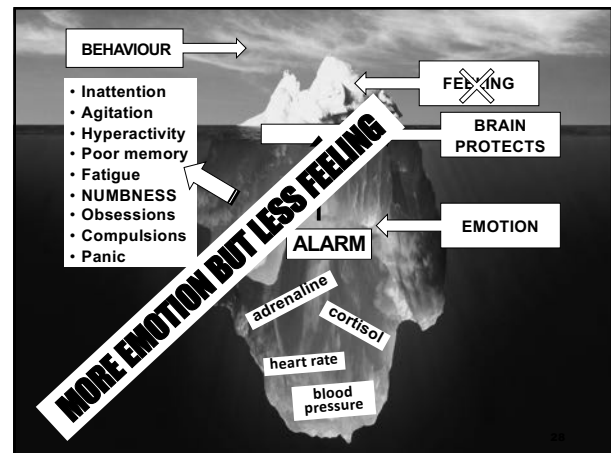 BEHAVIOUR
FEELING
• Inattention
• Agitation
• Hyperactivity
• Poor memory
• Fatigue
• NUMBNESS
• Obsessions
• Compulsions
• Panic
BRAIN
PROTECTS
MORE EMOTION BUT LESS FEELING
EMOTION
ALARM
adrenaline
cortisol
heart rate
blood
pressure
28